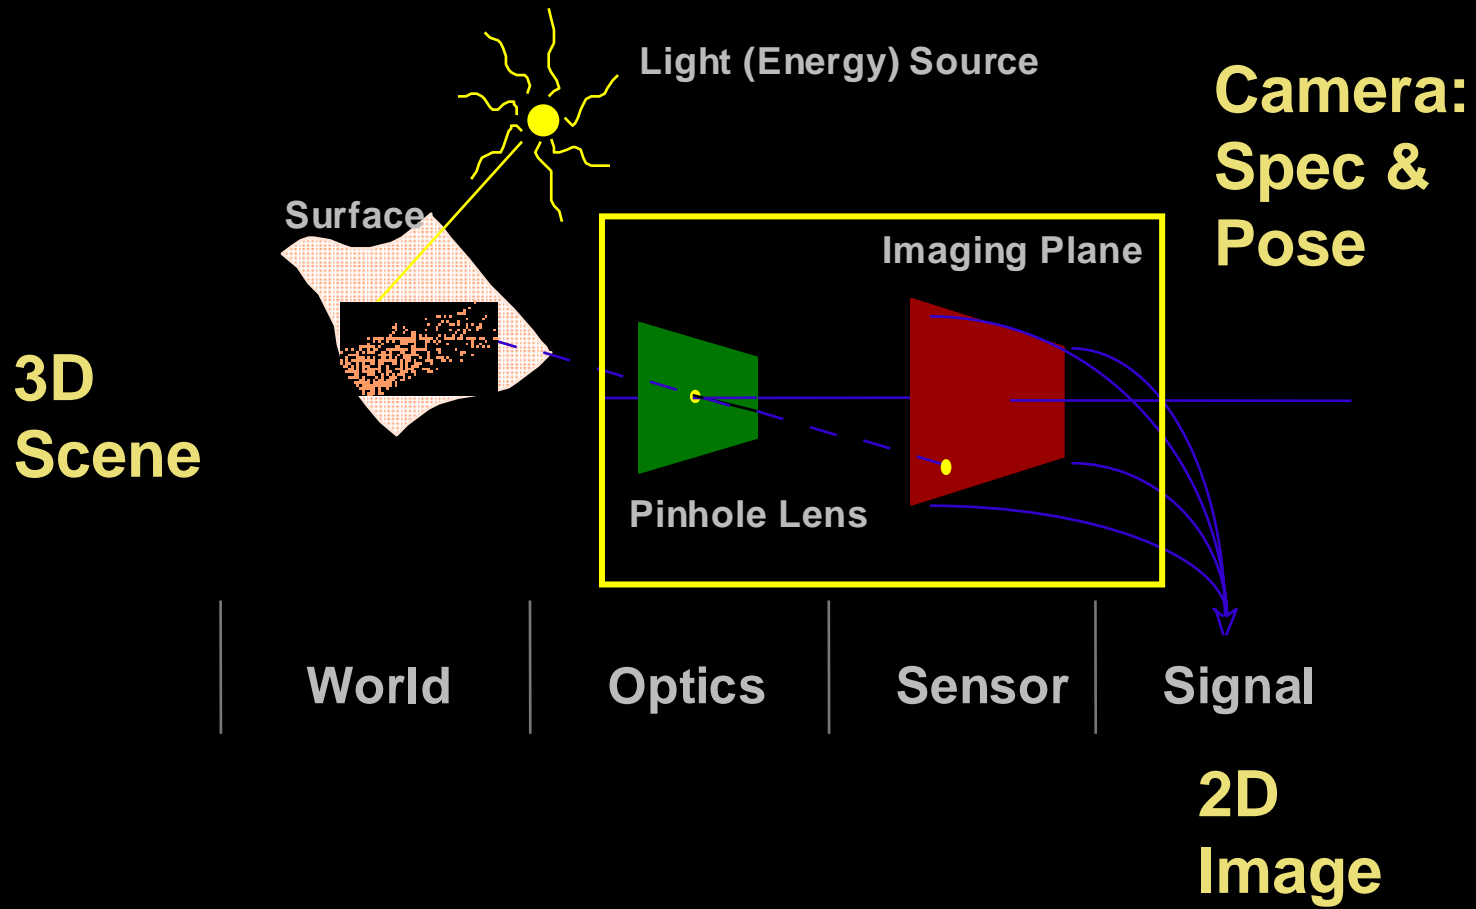 Light (Energy) Source
Camera:
Spec &
Pose
Surface
Imaging Plane
3D
Scene
Pinhole Lens
World
Optics
Sensor
Signal
2D
Image